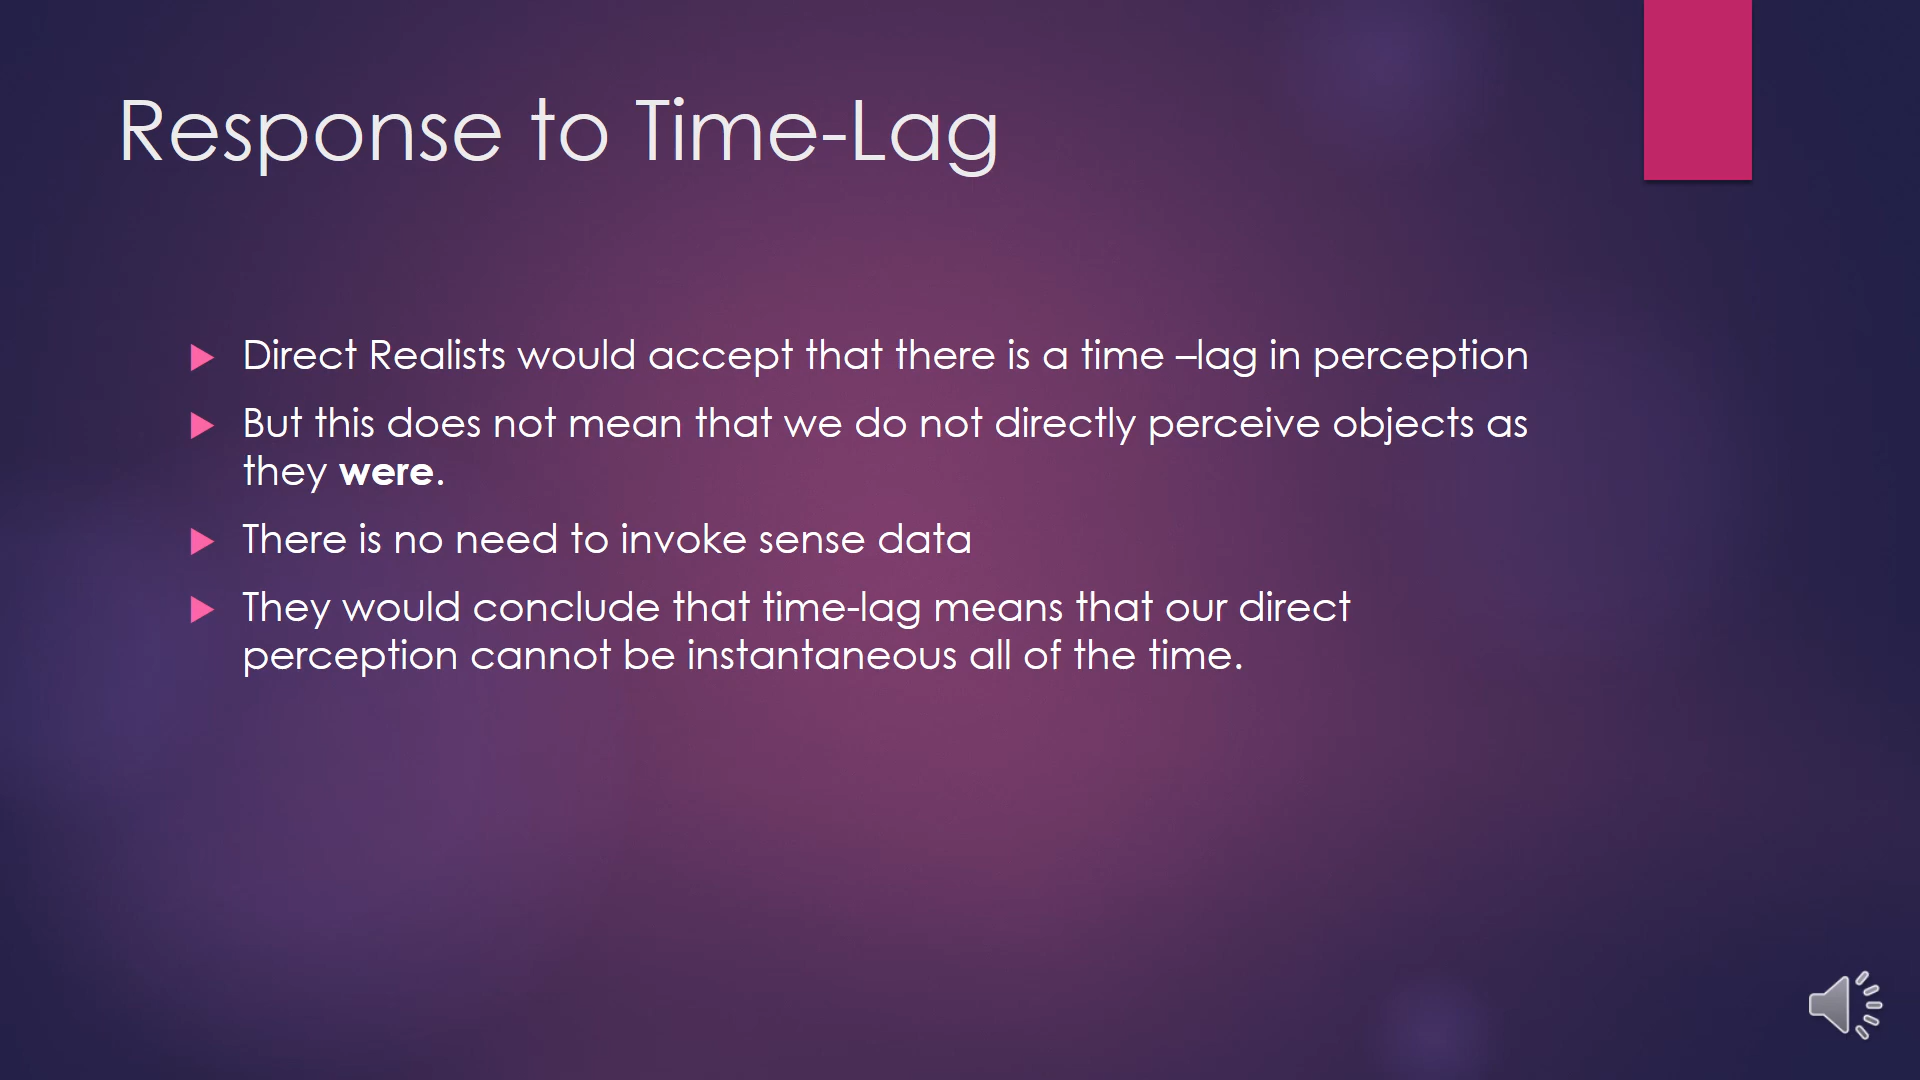 Response to Time-Lag
Direct Realists would accept that there is a time –lag in perception
But this does not mean that we do not directly perceive objects as
they were.
There is no need to invoke sense data
They would conclude that time-lag means that our direct
perception cannot be instantaneous all of the time.